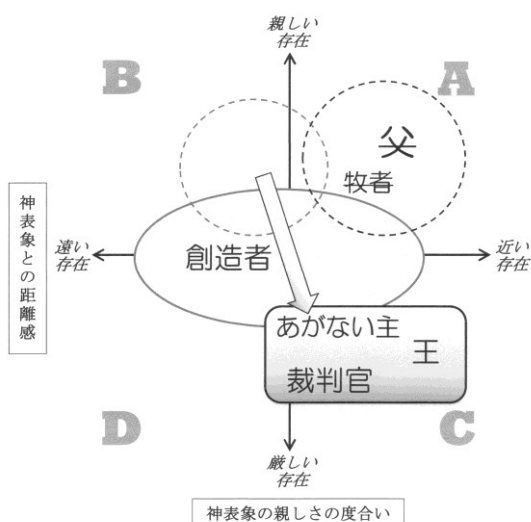 親しい
存在
B
A
父
牧者
神表象との距離感
遠い
存在
創造者
近い
存在
あがない主
王
裁判官
D
C
厳しい
存在
神表象の親しさの度合い